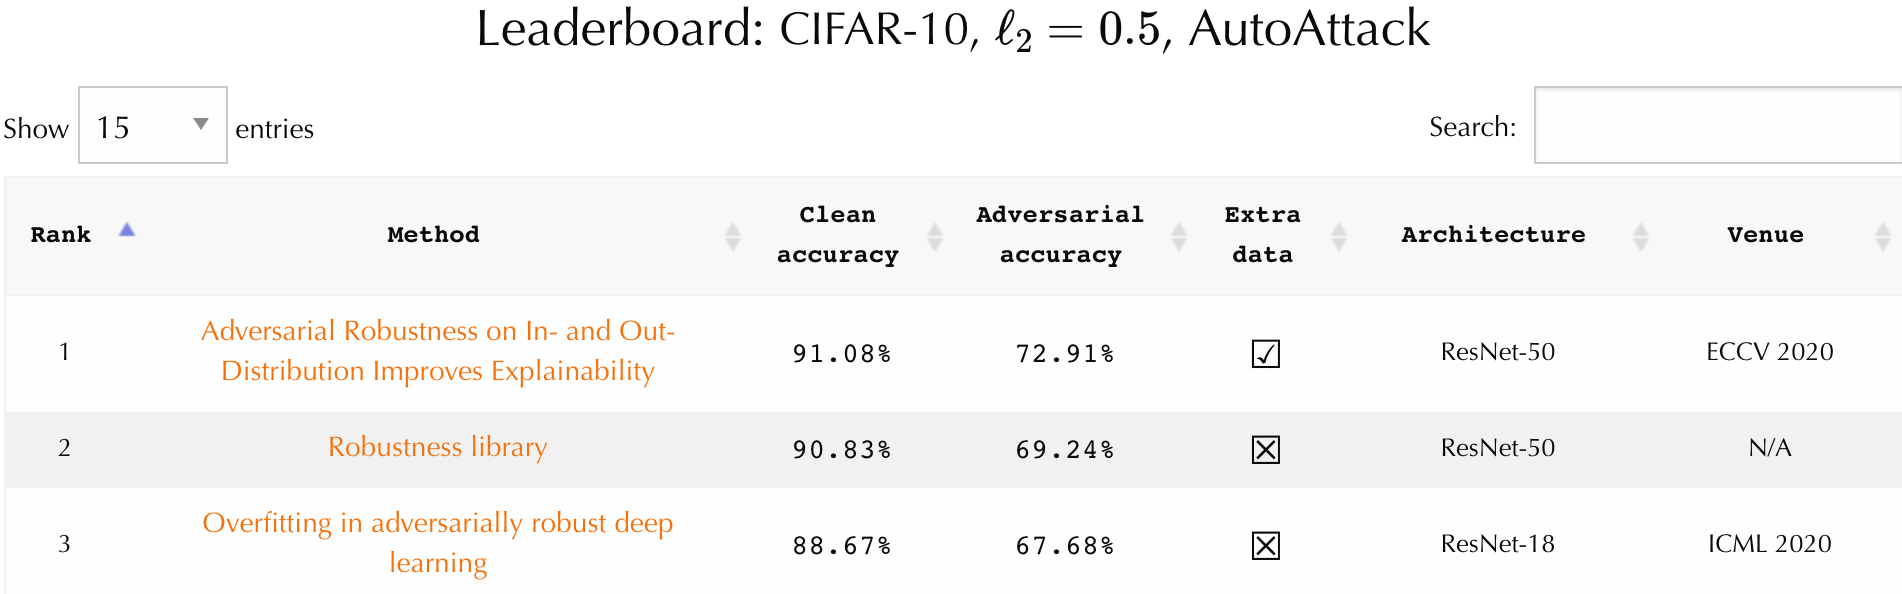 Leaderboard: CIFAR-10, ℓ₂ = 0.5, AutoAttack
Show 15 entries
Search:
Rank Method Clean accuracy Adversarial accuracy Extra data Architecture Venue
1 Adversarial Robustness on In- and Out-
Distribution Improves Explainability 91.08% 72.91% ☑ ResNet-50 ECCV 2020
2 Robustness library 90.83% 69.24% ☒ ResNet-50 N/A
3 Overfitting in adversarially robust deep
learning 88.67% 67.68% ☒ ResNet-18 ICML 2020